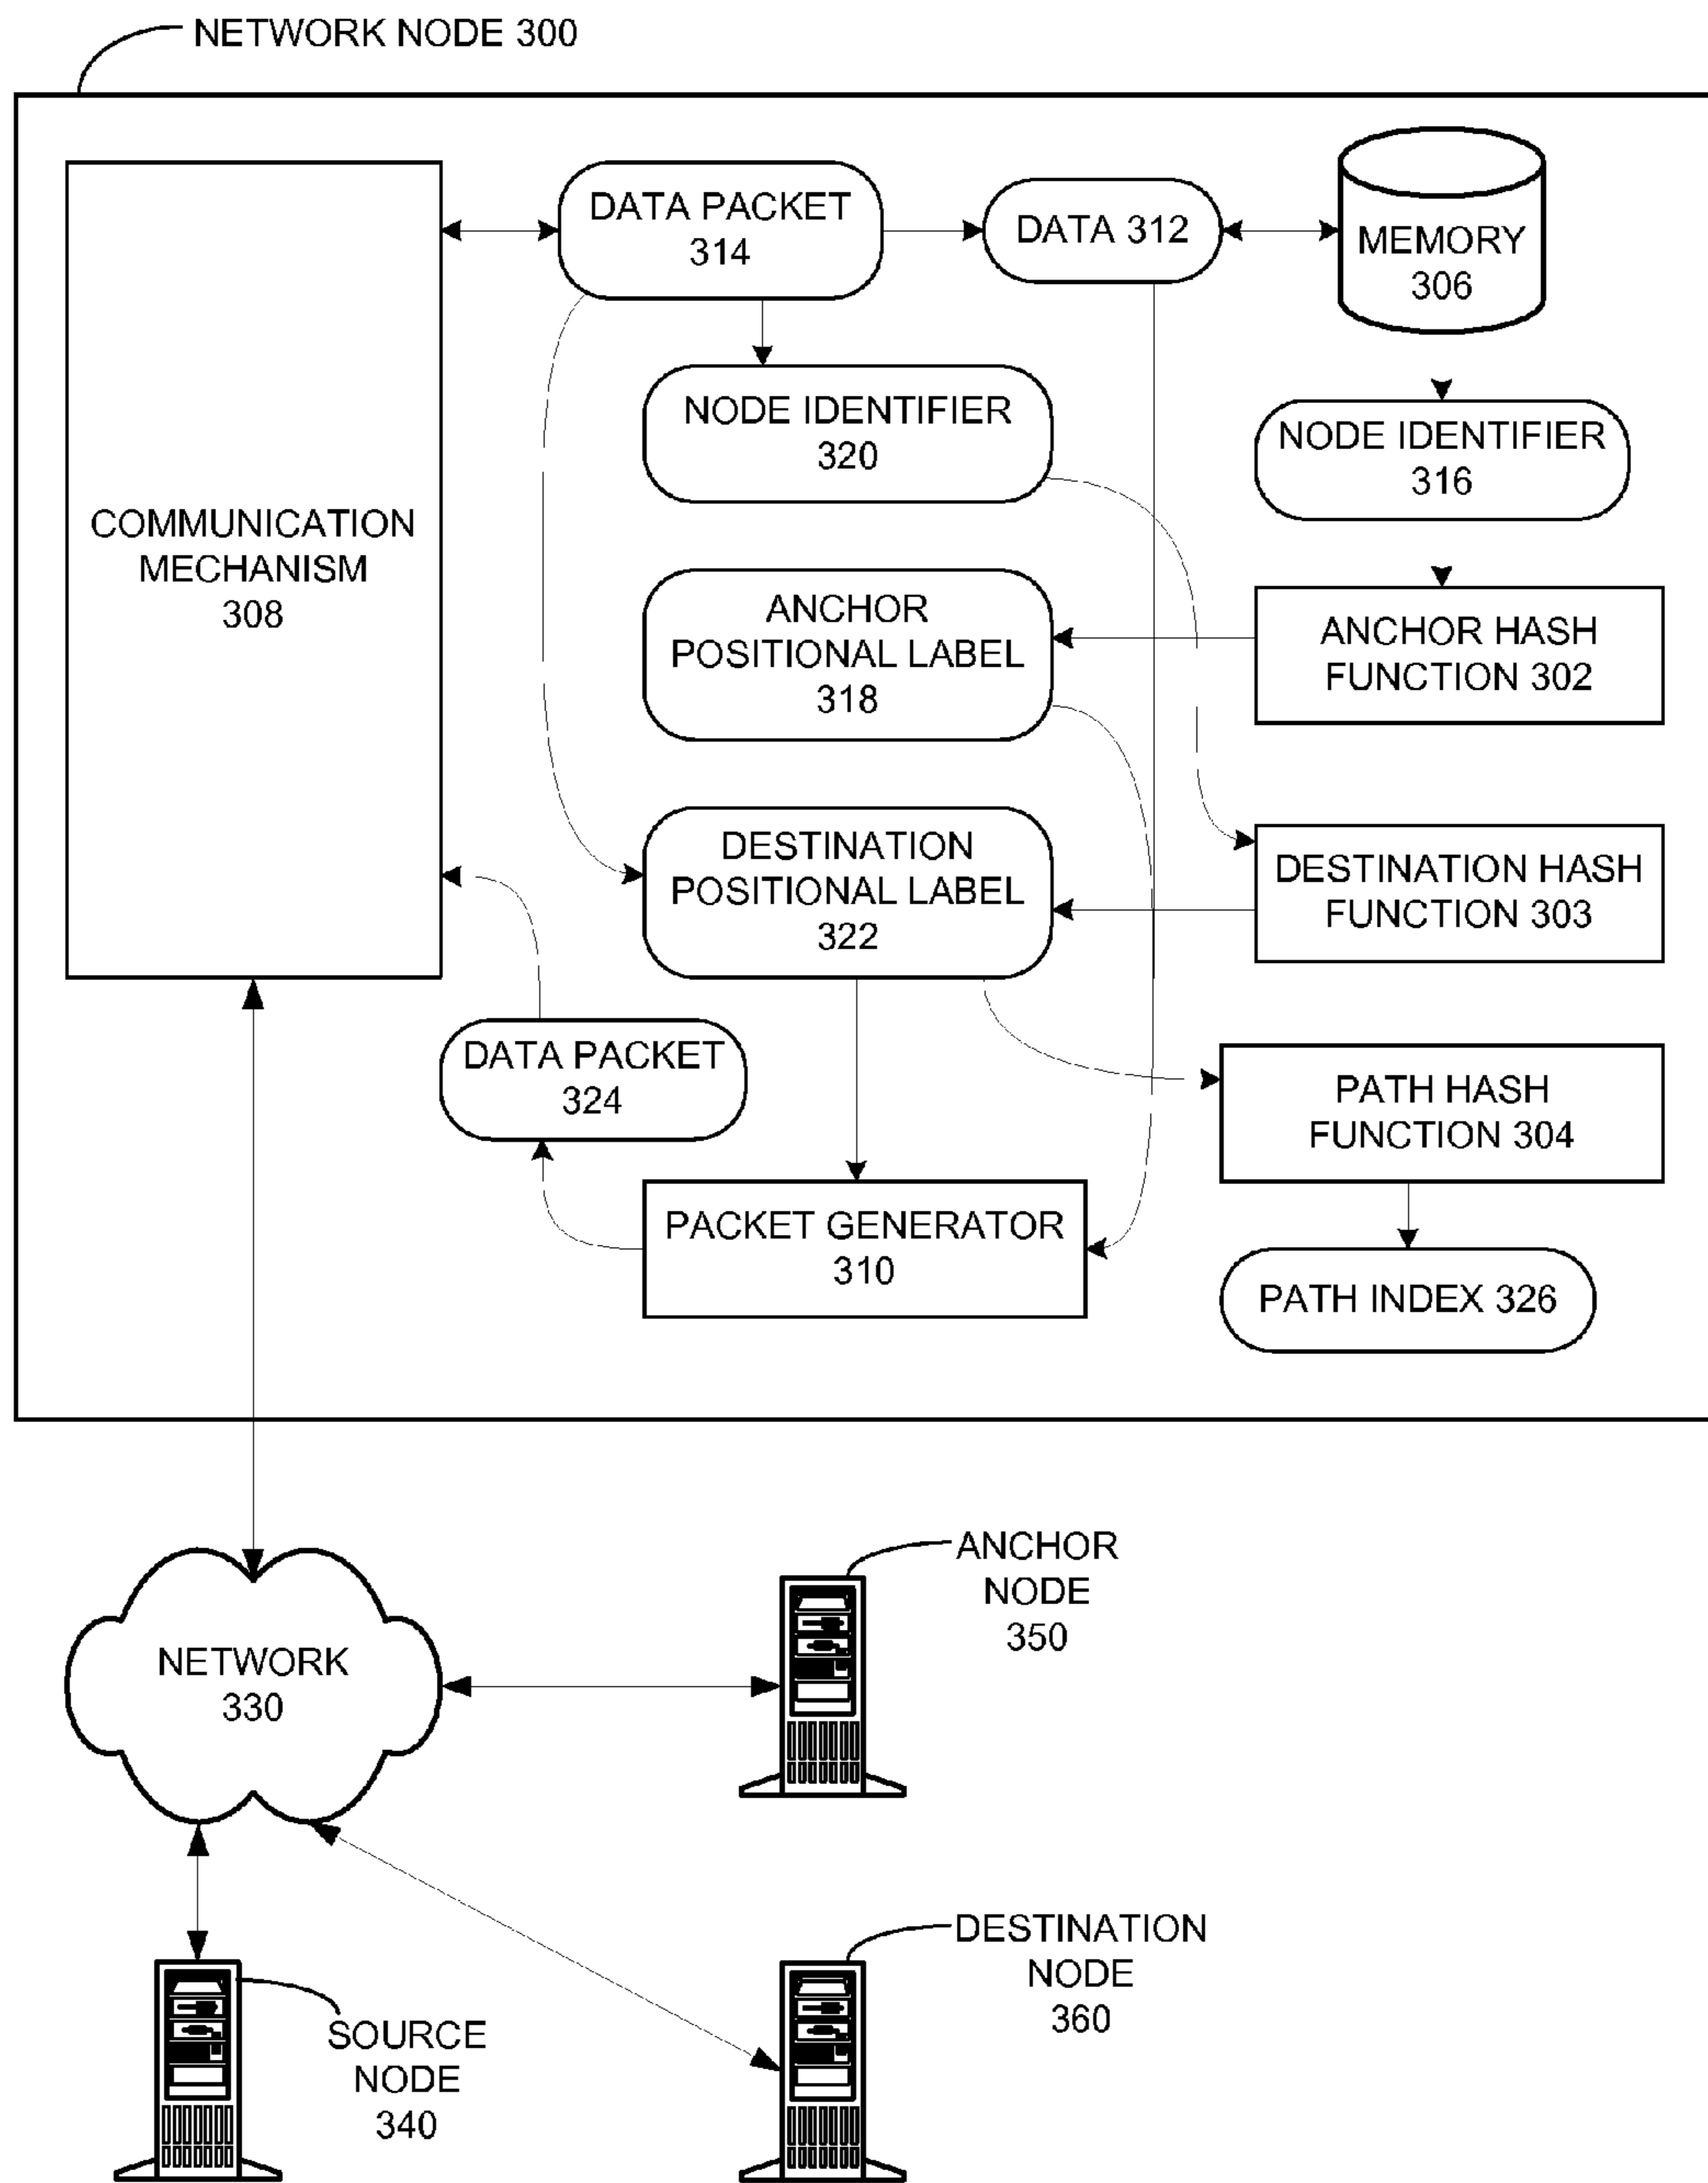 NETWORK NODE 300
DATA PACKET
314
DATA 312
MEMORY
306
NODE IDENTIFIER
320
NODE IDENTIFIER
316
COMMUNICATION
MECHANISM
308
ANCHOR
POSITIONAL LABEL
318
ANCHOR HASH
FUNCTION 302
DESTINATION
POSITIONAL LABEL
322
DESTINATION HASH
FUNCTION 303
DATA PACKET
324
PATH HASH
FUNCTION 304
PACKET GENERATOR
310
PATH INDEX 326
ANCHOR
NODE
350
NETWORK
330
DESTINATION
NODE
360
SOURCE
NODE
340